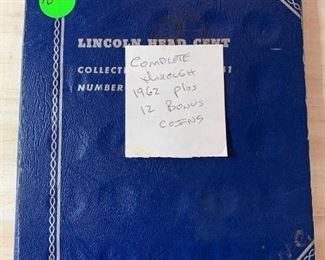 LINCOLN HEAD CENT
COLLECT
NUMBER
COMPLETE
through
1962 plus
12 BONUS
COINS